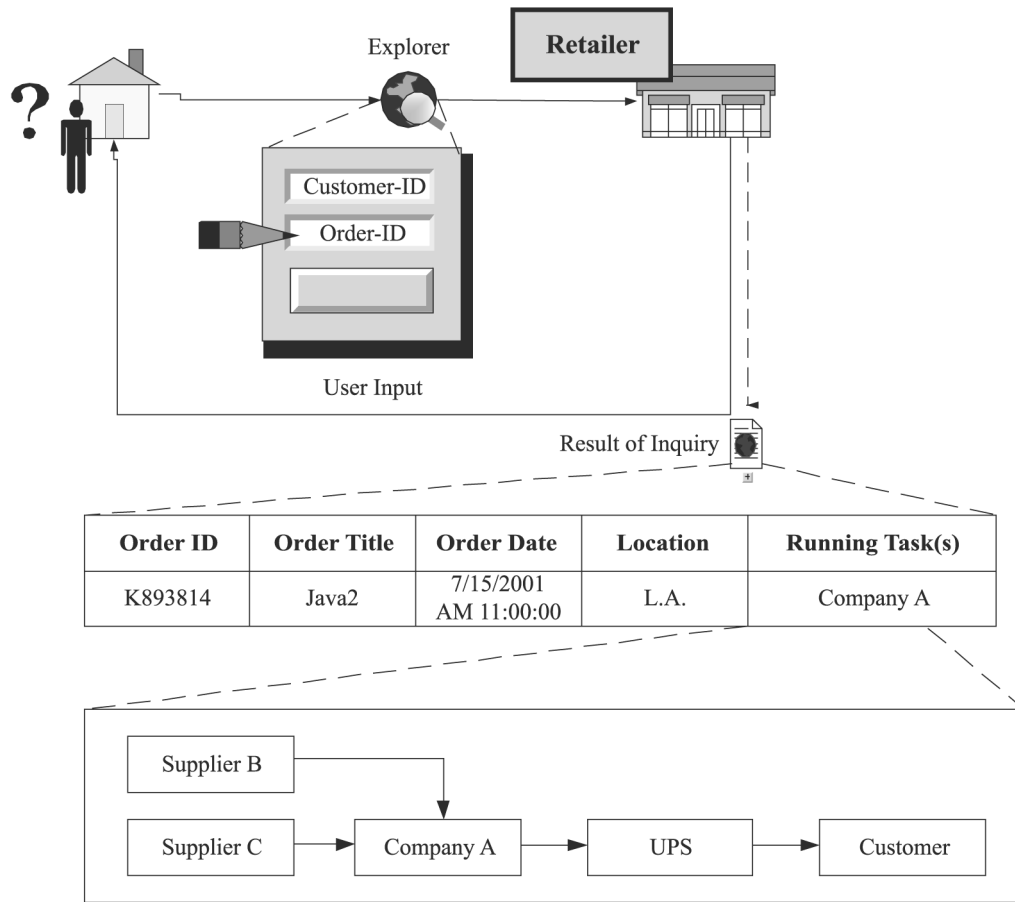 Explorer
Retailer
?
Customer-ID
Order-ID
User Input
Result of Inquiry
Order ID
Order Title
Order Date
Location
Running Task(s)
K893814
Java2
7/15/2001
AM 11:00:00
L.A.
Company A
Supplier B
Supplier C
Company A
UPS
Customer